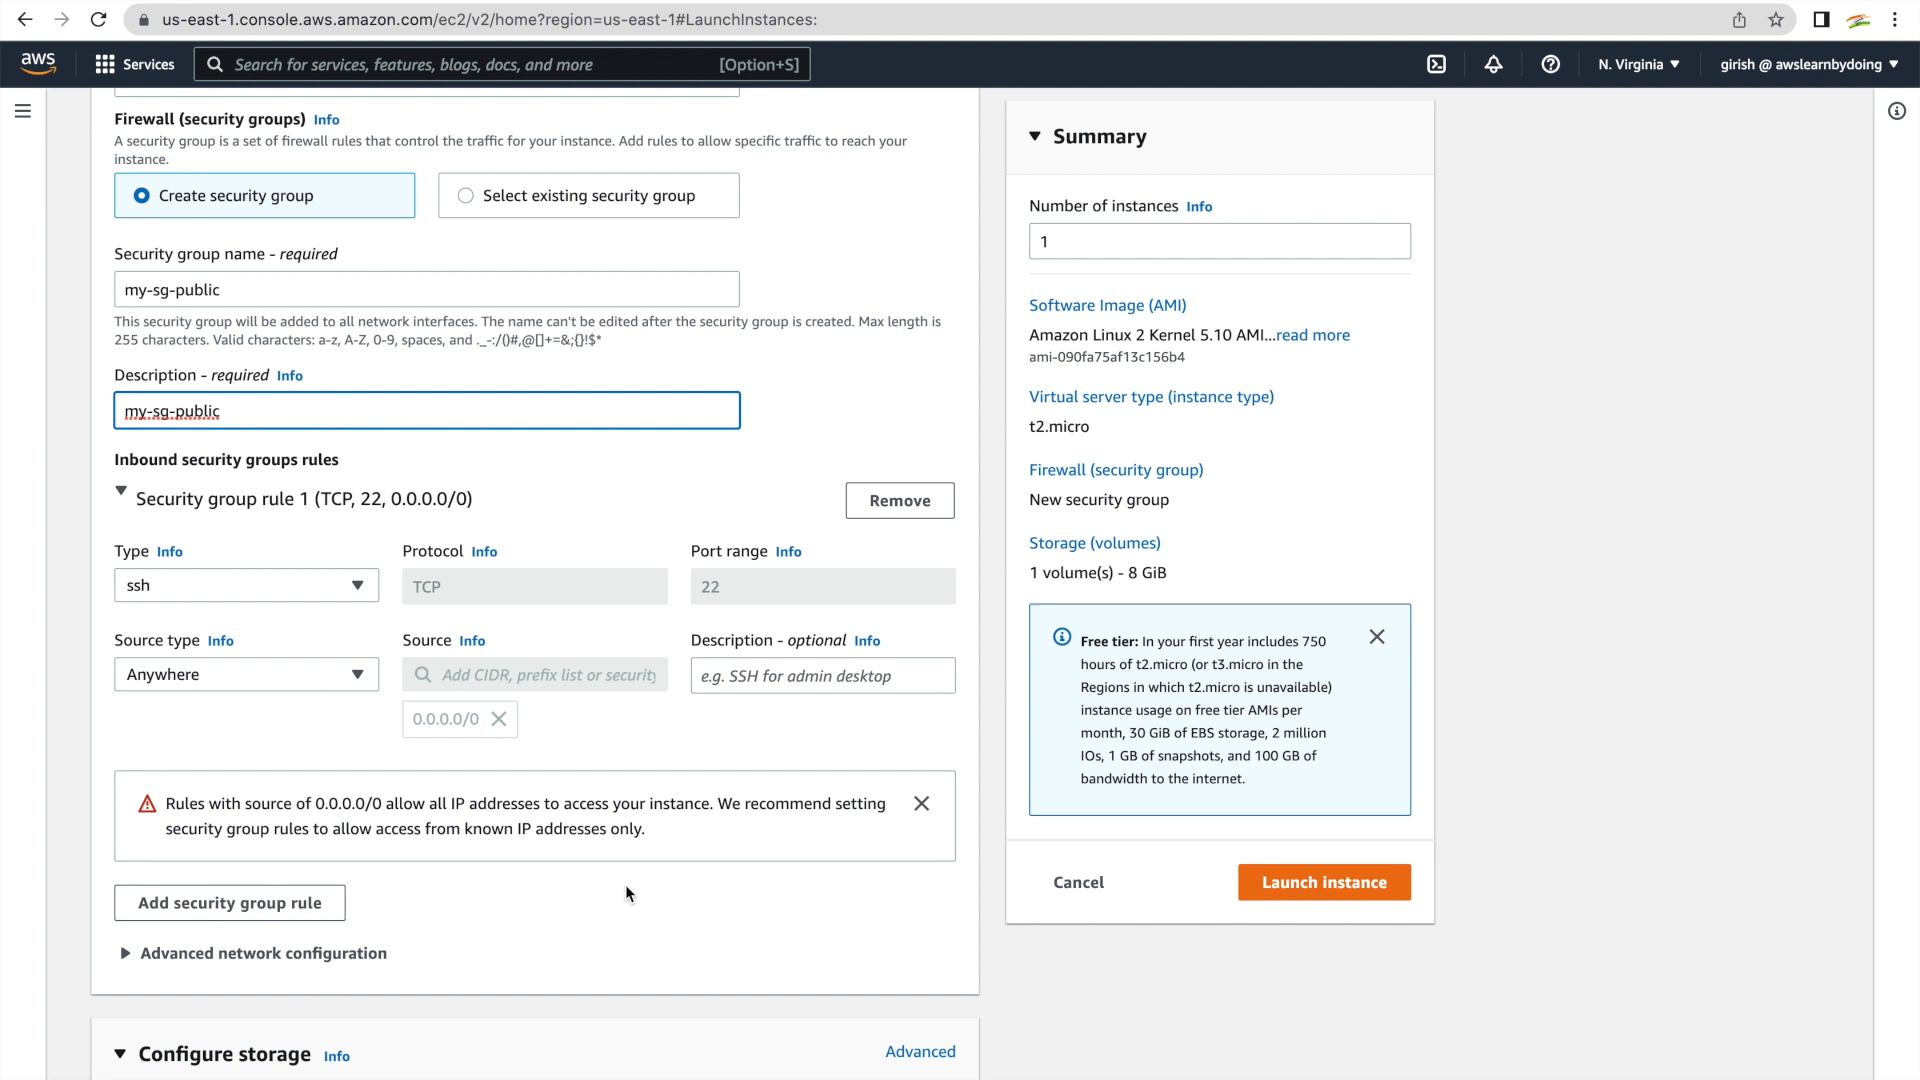 us-east-1.console.aws.amazon.com/ec2/v2/home?region=us-east-1#LaunchInstances:
aws
Services
Search for services, features, blogs, docs, and more
[Option+S]
N. Virginia
girish @ awslearnbydoing
Firewall (security groups) Info
A security group is a set of firewall rules that control the traffic for your instance. Add rules to allow specific traffic to reach your
instance.
Create security group
Select existing security group
Security group name - required
my-sg-public
This security group will be added to all network interfaces. The name can't be edited after the security group is created. Max length is
255 characters. Valid characters: a-z, A-Z, 0-9, spaces, and ._-:/()#,@[]+=&;{}!$*
Description - required Info
my-sg-public
Inbound security groups rules
Security group rule 1 (TCP, 22, 0.0.0.0/0)
Remove
Type Info
Protocol Info
Port range Info
ssh
TCP
22
Source type Info
Source Info
Description - optional Info
Anywhere
Add CIDR, prefix list or security
e.g. SSH for admin desktop
0.0.0.0/0
Rules with source of 0.0.0.0/0 allow all IP addresses to access your instance. We recommend setting
security group rules to allow access from known IP addresses only.
Add security group rule
Advanced network configuration
Configure storage Info
Advanced
Summary
Number of instances Info
1
Software Image (AMI)
Amazon Linux 2 Kernel 5.10 AMI...read more
ami-090fa75af13c156b4
Virtual server type (instance type)
t2.micro
Firewall (security group)
New security group
Storage (volumes)
1 volume(s) - 8 GiB
Free tier: In your first year includes 750
hours of t2.micro (or t3.micro in the
Regions in which t2.micro is unavailable)
instance usage on free tier AMIs per
month, 30 GiB of EBS storage, 2 million
IOs, 1 GB of snapshots, and 100 GB of
bandwidth to the internet.
Cancel
Launch instance